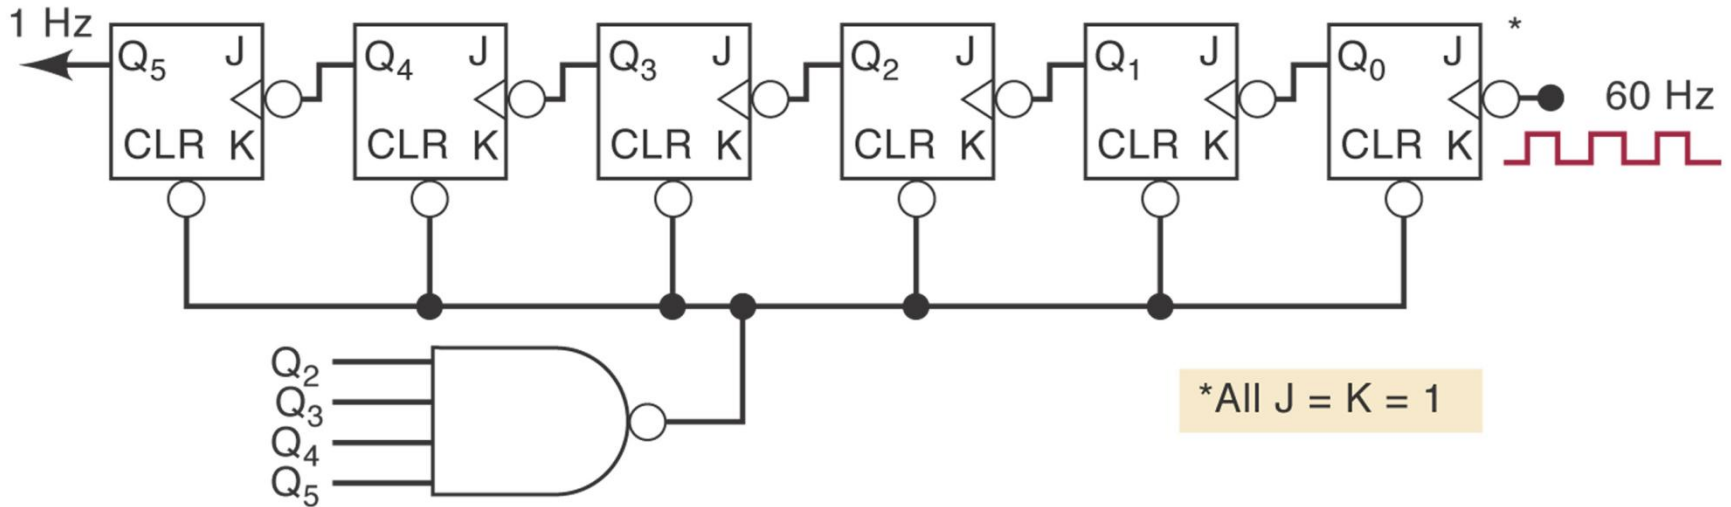 1 Hz
Q5 J Q4 J Q3 J Q2 J Q1 J Q0 J *
60 Hz
CLR K CLR K CLR K CLR K CLR K CLR K
Q2
Q3
Q4
Q5
*All J = K = 1